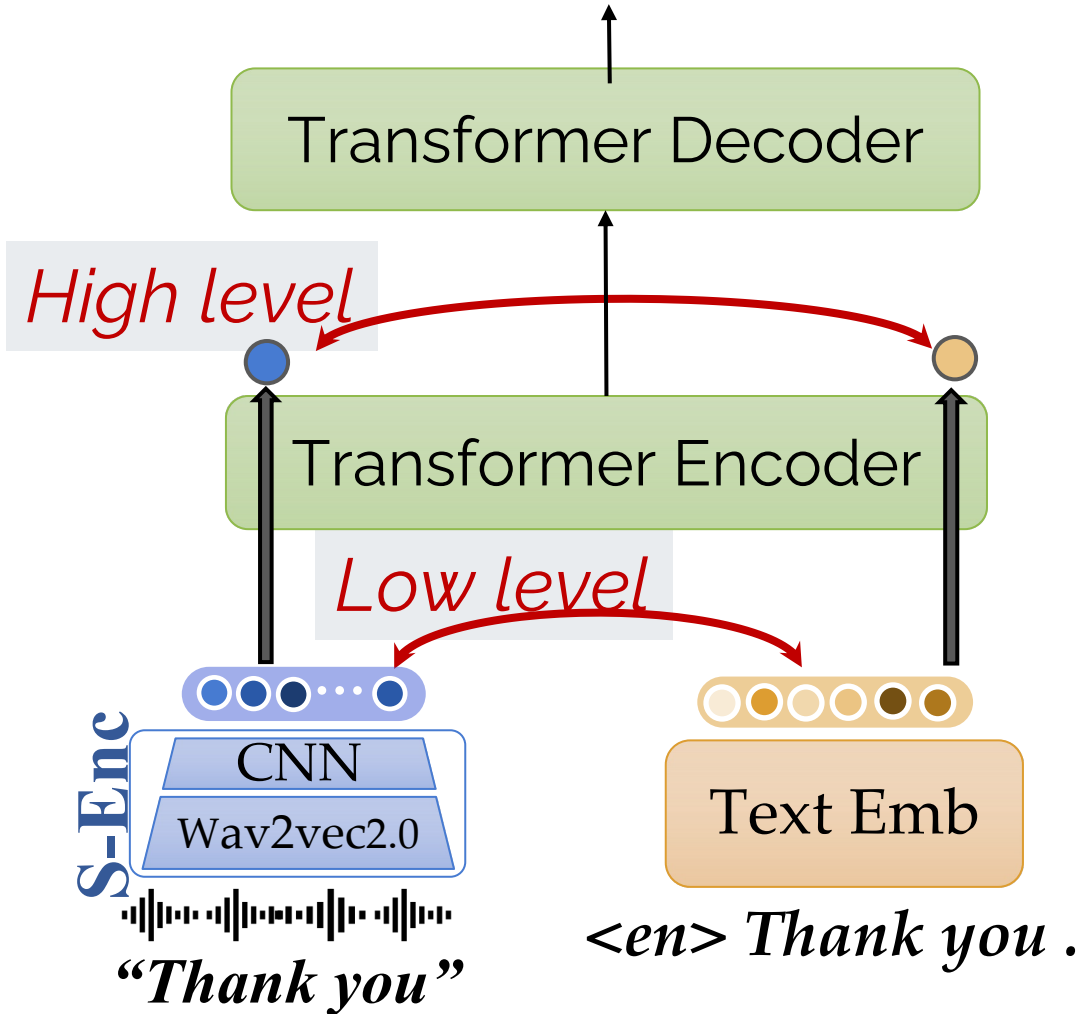 Transformer Decoder
High level
Transformer Encoder
Low level
S-Enc
CNN
Wav2vec2.0
Text Emb
“Thank you”
<en> Thank you .